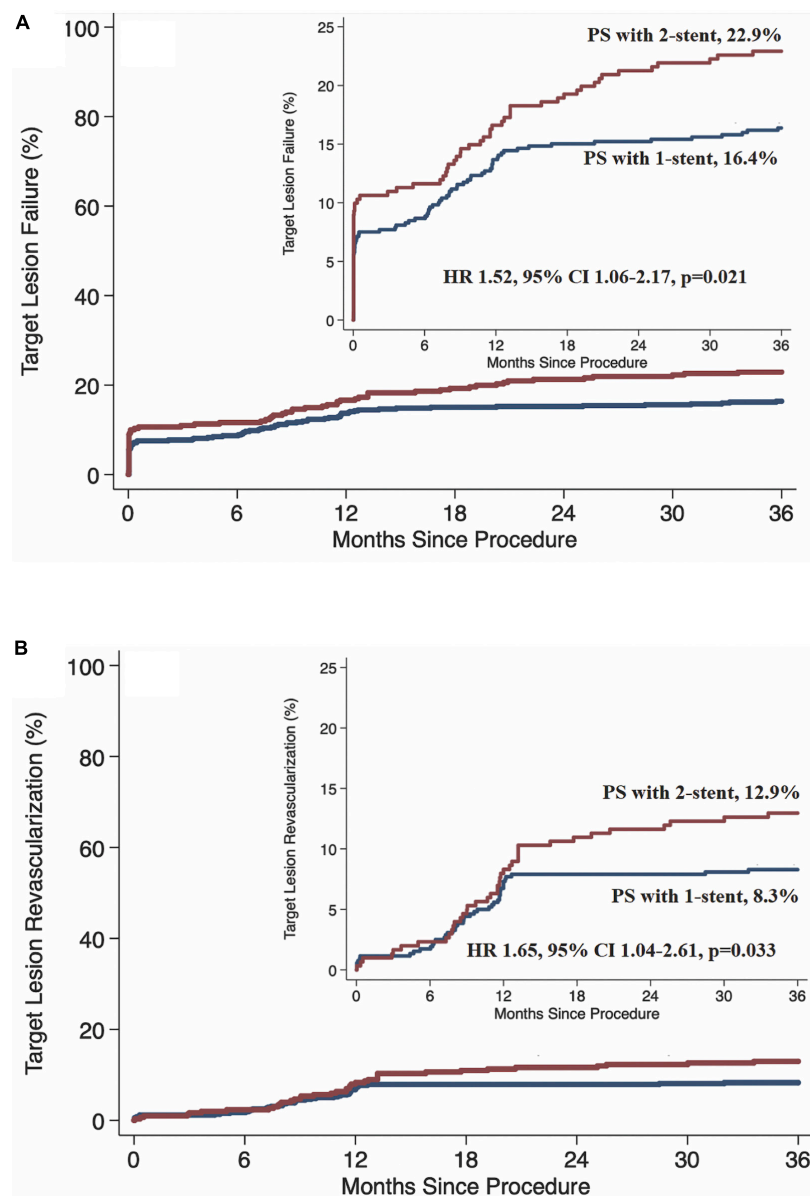 A
100
80
60
40
20
0
Target Lesion Failure (%)
0 6 12 18 24 30 36
Months Since Procedure
25
20
15
10
5
0
Target Lesion Failure (%)
PS with 2-stent, 22.9%
PS with 1-stent, 16.4%
HR 1.52, 95% CI 1.06-2.17, p=0.021
0 6 12 18 24 30 36
Months Since Procedure
B
100
80
60
40
20
0
Target Lesion Revascularization (%)
0 6 12 18 24 30 36
Months Since Procedure
25
20
15
10
5
0
Target Lesion Revascularization (%)
PS with 2-stent, 12.9%
PS with 1-stent, 8.3%
HR 1.65, 95% CI 1.04-2.61, p=0.033
0 6 12 18 24 30 36
Months Since Procedure